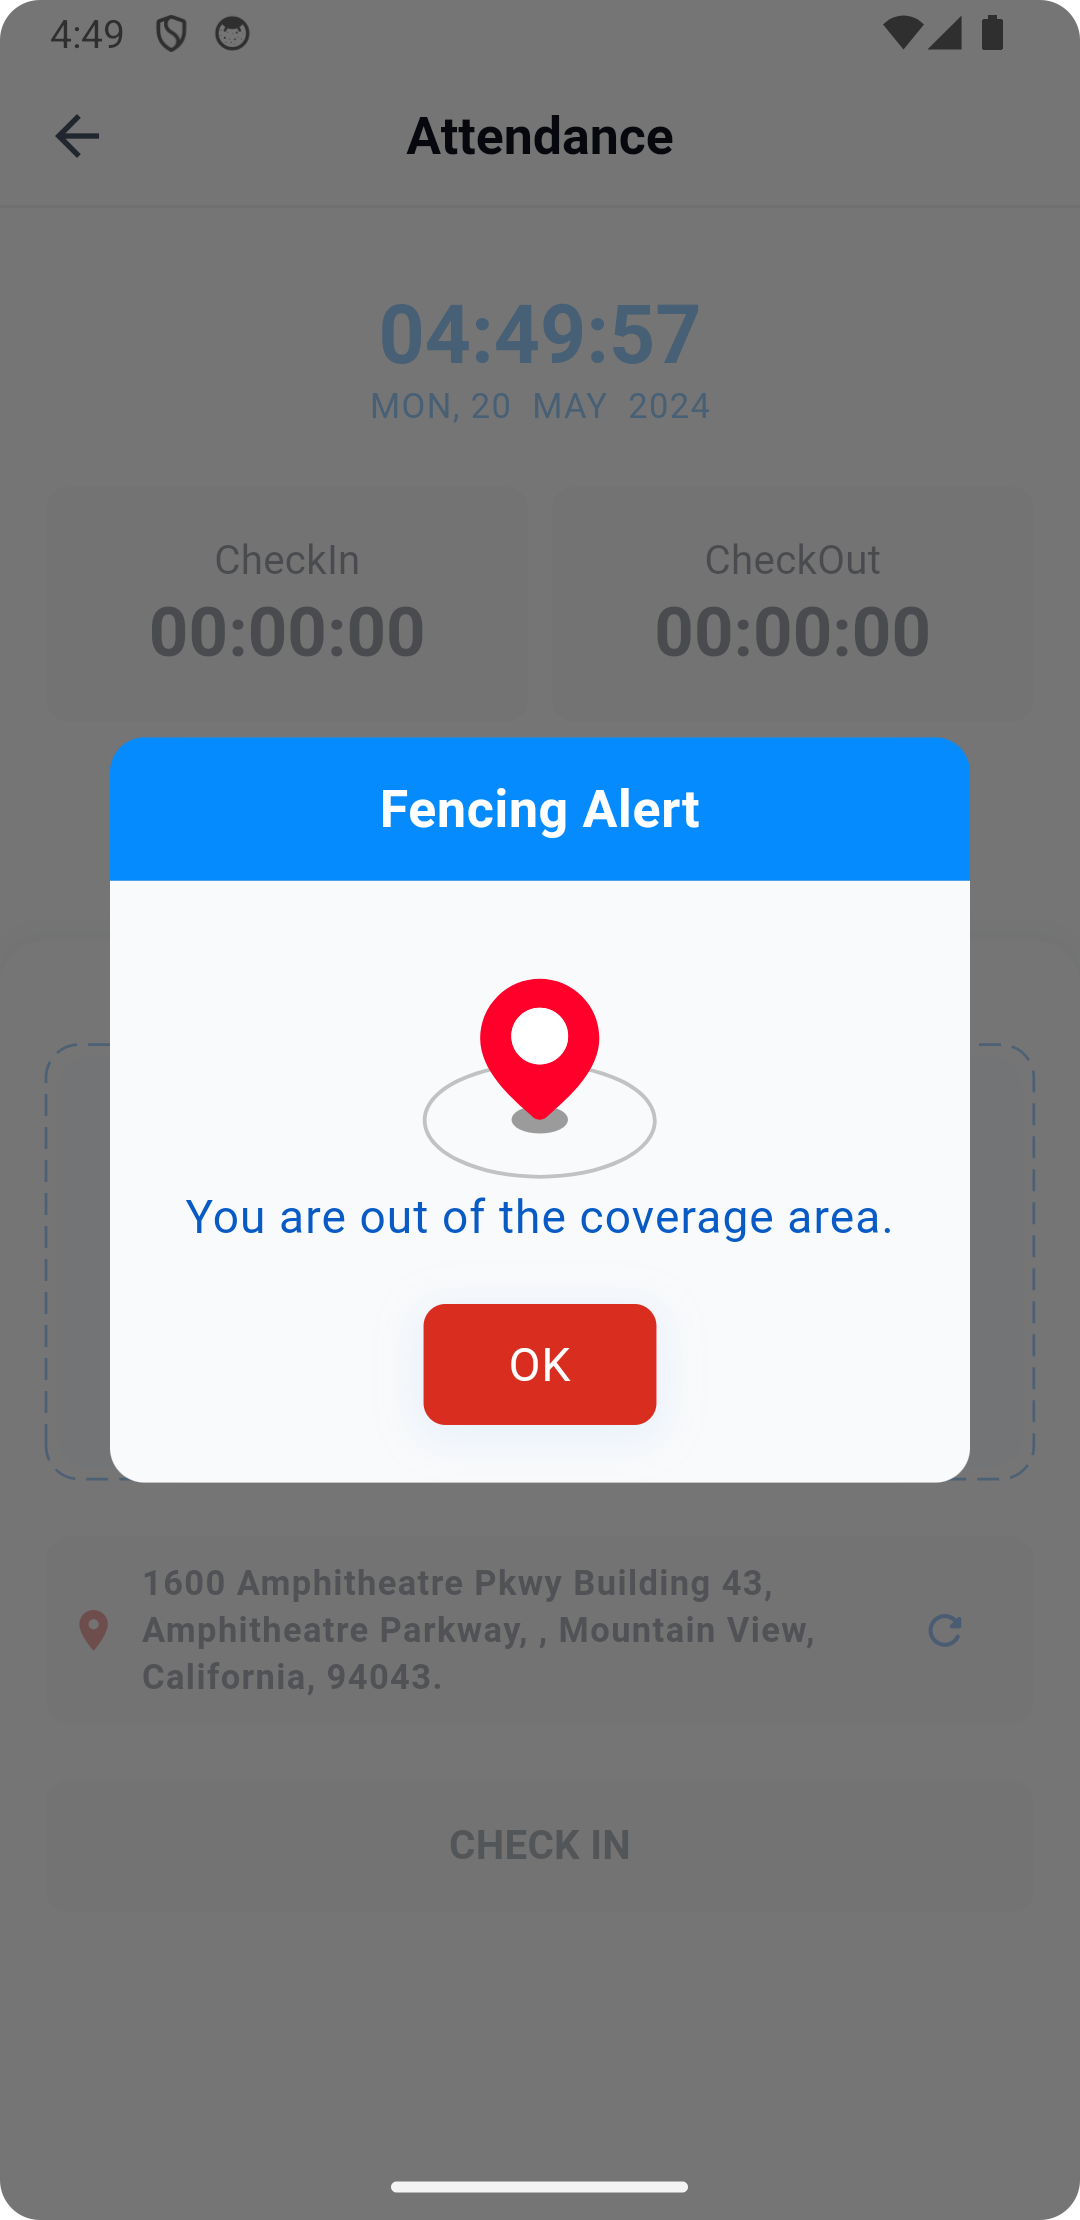 4:49
Attendance
04:49:57
MON, 20 MAY 2024
CheckIn
00:00:00
CheckOut
00:00:00
Fencing Alert
You are out of the coverage area.
OK
1600 Amphitheatre Pkwy Building 43,
Amphitheatre Parkway, , Mountain View,
California, 94043.
CHECK IN